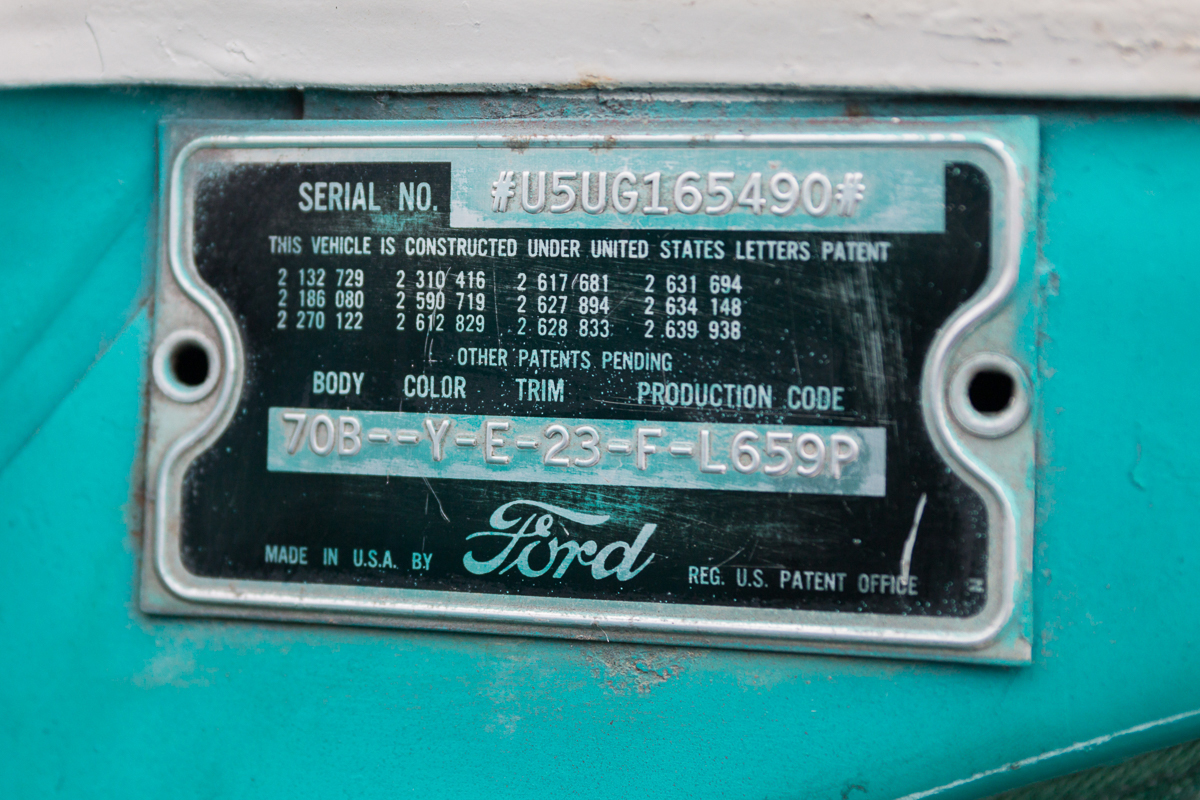 SERIAL NO. #U5UG165490#
THIS VEHICLE IS CONSTRUCTED UNDER UNITED STATES LETTERS PATENT
2 132 729 2 310 416 2 617 681 2 631 694
2 186 080 2 590 719 2 627 894 2 634 148
2 270 122 2 612 829 2 628 833 2 639 938
OTHER PATENTS PENDING
BODY COLOR TRIM PRODUCTION CODE
70B--Y-E-23-F-L659P
MADE IN U.S.A. BY Ford REG. U.S. PATENT OFFICE